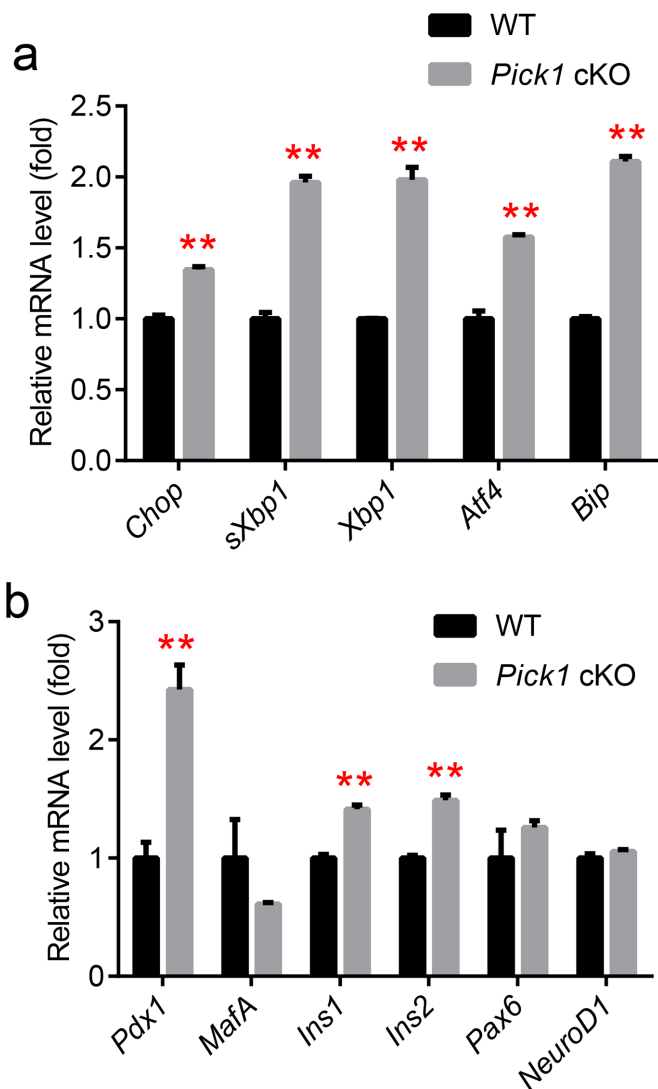 a
WT
Pick1 cKO
Relative mRNA level (fold)
2.5
2.0
1.5
1.0
0.5
0.0
**
**
**
**
**
Chop
sXbp1
Xbp1
Atf4
Bip
b
WT
Pick1 cKO
Relative mRNA level (fold)
3
2
1
0
**
**
**
Pdx1
MafA
Ins1
Ins2
Pax6
NeuroD1